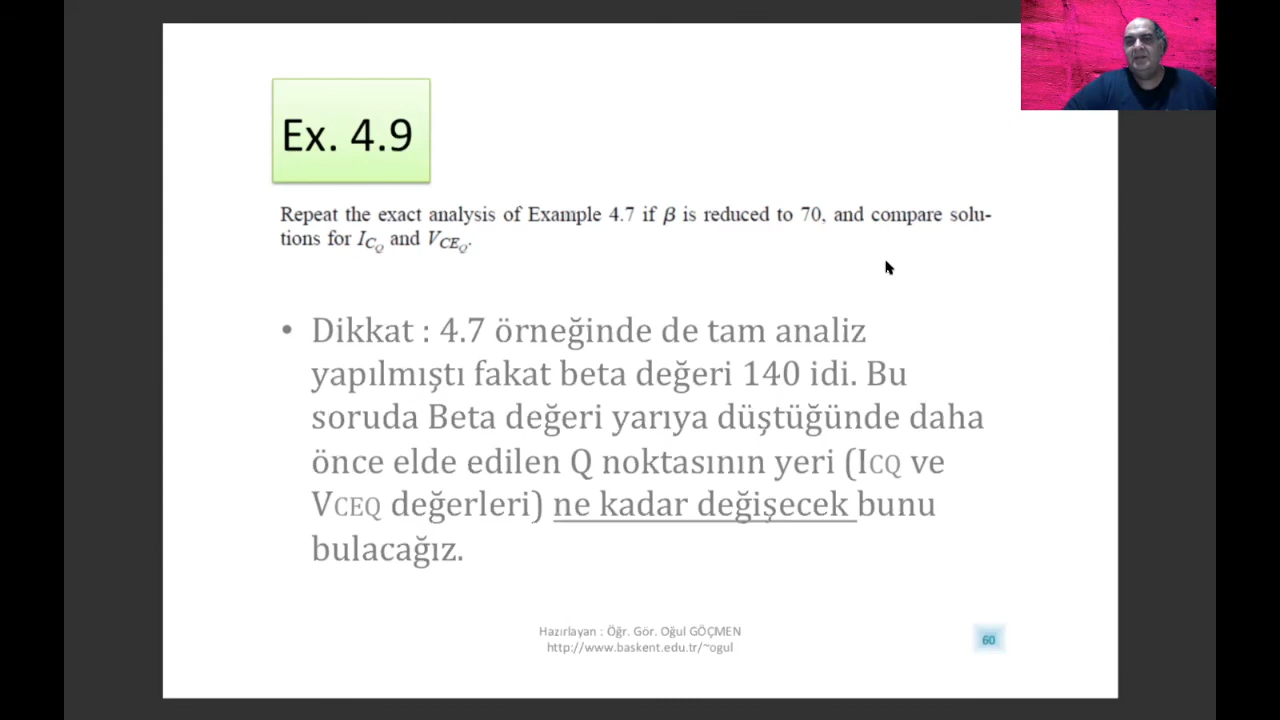 Ex. 4.9
Repeat the exact analysis of Example 4.7 if β is reduced to 70, and compare solu-
tions for ICQ and VCEQ.
• Dikkat : 4.7 örneğinde de tam analiz
yapılmıştı fakat beta değeri 140 idi. Bu
soruda Beta değeri yarıya düştüğünde daha
önce elde edilen Q noktasının yeri (ICQ ve
VCEQ değerleri) ne kadar değişecek bunu
bulacağız.
Hazırlayan : Öğr. Gör. Oğul GÖÇMEN
http://www.baskent.edu.tr/~ogul
60